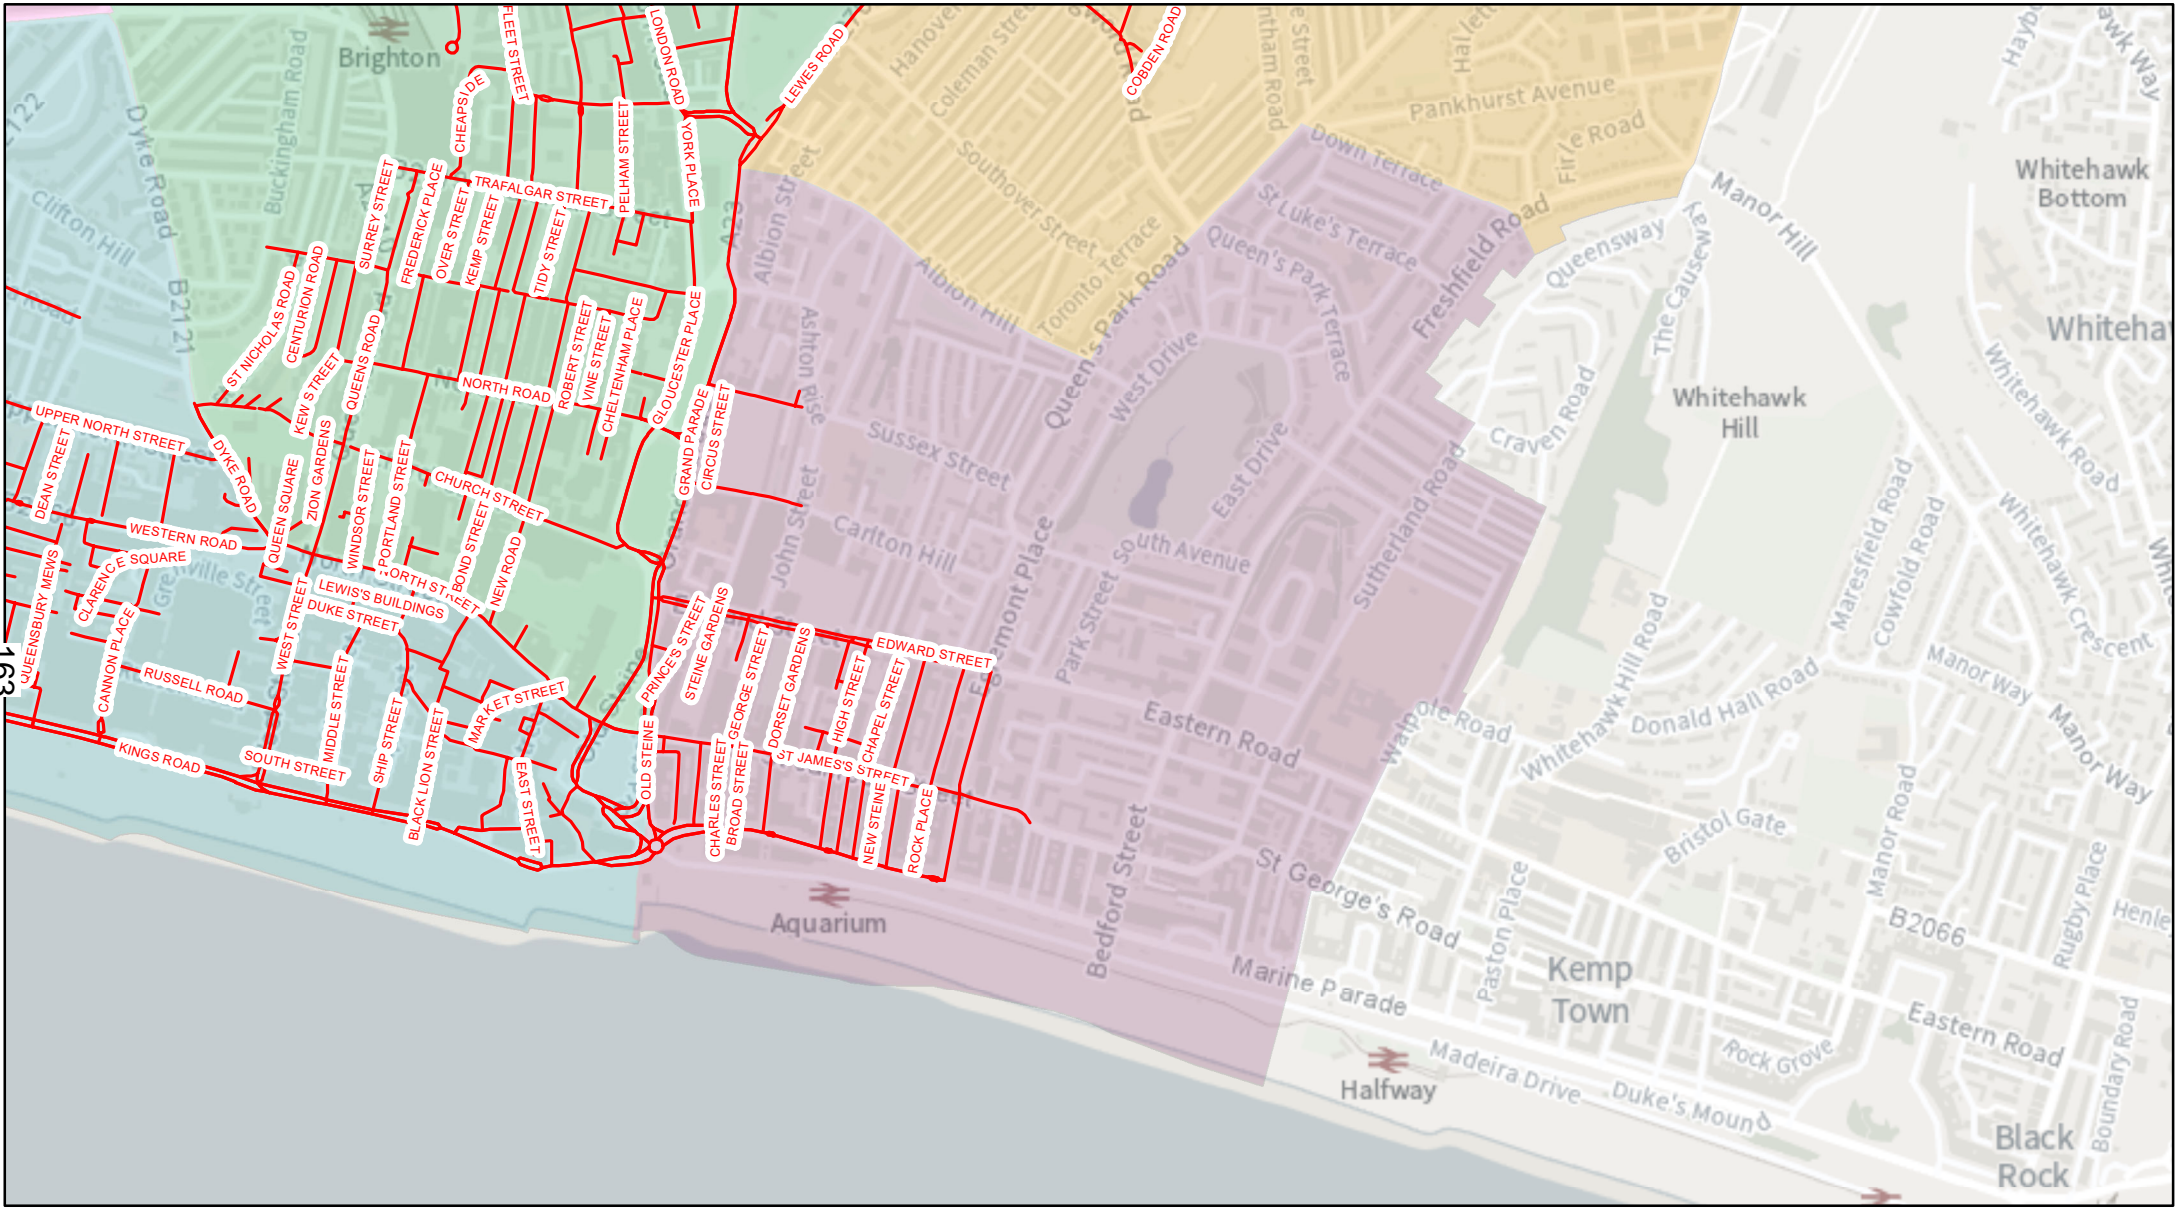 FLEET STREET
LONDON ROAD
LEWES ROAD
COBDEN ROAD
Brighton
Buckingham Road
CHEAPSIDE
PELHAM STREET
YORK PLACE
Hanover
Coleman Street
Hallett
Pankhurst Avenue
Firle Road
Down Terrace
Whitehawk
Bottom
Manor Hill
Dyke Road
Clifton Hill
B2121
SURREY STREET
FREDERICK PLACE
OVER STREET
KEMP STREET
TRAFALGAR STREET
TIDY STREET
A23
Albion Street
Southover Street
Toronto Terrace
Albion Hill
Queen's Park Road
St Luke's Terrace
Queen's Park Terrace
Freshfield Road
Queensway
The Causeway
ST NICHOLAS ROAD
CENTURION ROAD
KEW STREET
QUEENS ROAD
NORTH ROAD
ROBERT STREET
VINE STREET
CHELTENHAM PLACE
GLOUCESTER PLACE
GRAND PARADE
CIRCUS STREET
Ashton Rise
West Drive
East Drive
Craven Road
Whitehawk
Hill
Whitehawk Road
Sussex Street
John Street
Carlton Hill
South Avenue
Sutherland Road
UPPER NORTH STREET
DEAN STREET
DYKE ROAD
QUEEN SQUARE
ZION GARDENS
WINDSOR STREET
PORTLAND STREET
CHURCH STREET
BOND STREET
NEW ROAD
WESTERN ROAD
CLARENCE SQUARE
QUEENSBURY MEWS
CANNON PLACE
NORTH STREET
LEWIS'S BUILDINGS
DUKE STREET
WEST STREET
Egremont Place
Park Street
Maresfield Road
Cowfold Road
Whitehawk Crescent
Whitehawk Hill Road
Donald Hall Road
Manor Way
Manor Way
Walpole Road
163
RUSSELL ROAD
KINGS ROAD
SOUTH STREET
MIDDLE STREET
SHIP STREET
BLACK LION STREET
MARKET STREET
EAST STREET
OLD STEINE
PRINCE'S STREET
STEINE GARDENS
GEORGE STREET
DORSET GARDENS
HIGH STREET
CHAPEL STREET
EDWARD STREET
ST JAMES'S STREET
CHARLES STREET
BROAD STREET
NEW STEINE
ROCK PLACE
Eastern Road
Bristol Gate
Manor Road
Aquarium
Bedford Street
St George's Road
Marine Parade
Paston Place
Kemp
Town
B2066
Rugby Place
Eastern Road
Rock Grove
Boundary Road
Halfway
Madeira Drive
Duke's Mound
Black
Rock